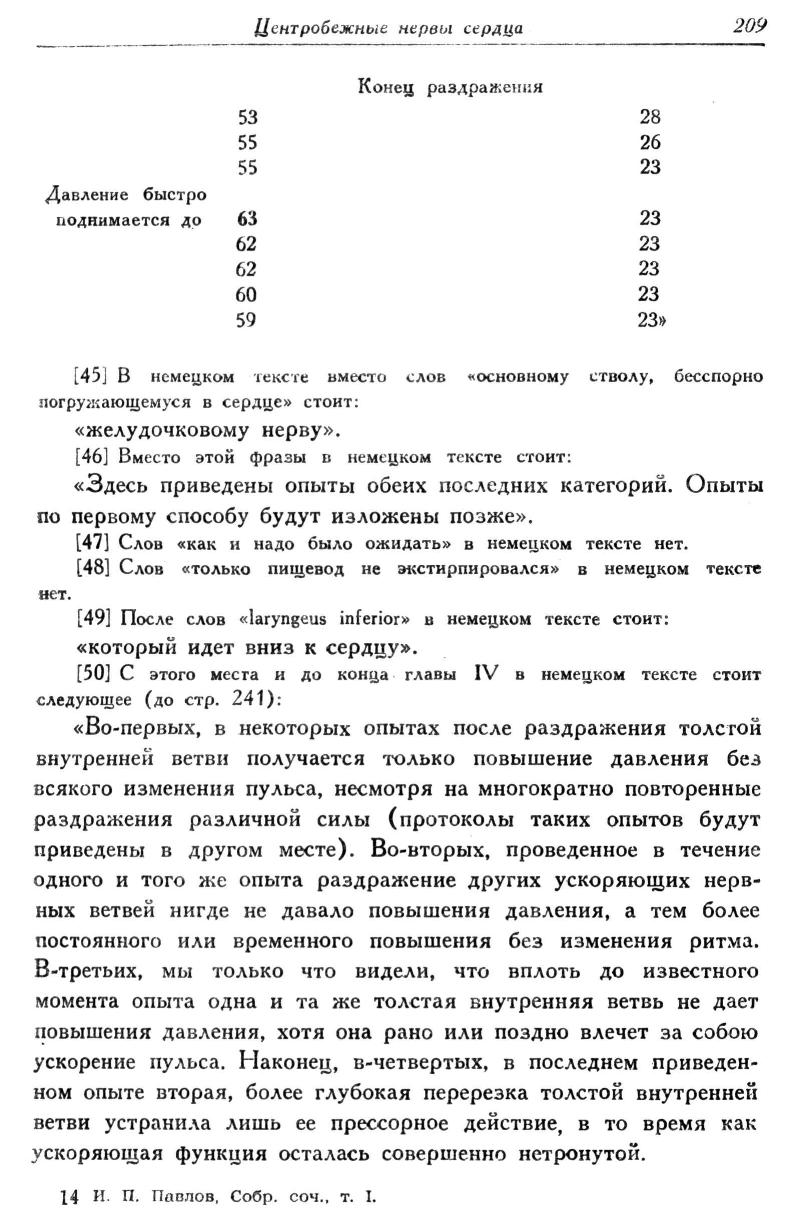 Центробежные нервы сердца 209
Конец раздражения
53 28
55 26
55 23
Давление быстро
поднимается до 63 23
62 23
62 23
60 23
59 23»
[45] В немецком тексте вместо слов «основному стволу, бесспорно
погружающемуся в сердце» стоит:
«желудочковому нерву».
[46] Вместо этой фразы в немецком тексте стоит:
«Здесь приведены опыты обеих последних категорий. Опыты
по первому способу будут изложены позже».
[47] Слов «как и надо было ожидать» в немецком тексте нет.
[48] Слов «только пищевод не экстирпировался» в немецком тексте
нет.
[49] После слов «laryngeus inferior» в немецком тексте стоит:
«который идет вниз к сердцу».
[50] С этого места и до конца главы IV в немецком тексте стоит
следующее (до стр. 241):
«Во-первых, в некоторых опытах после раздражения толстой
внутренней ветви получается только повышение давления без
всякого изменения пульса, несмотря на многократно повторенные
раздражения различной силы (протоколы таких опытов будут
приведены в другом месте). Во-вторых, проведенное в течение
одного и того же опыта раздражение других ускоряющих нерв-
ных ветвей нигде не давало повышения давления, а тем более
постоянного или временного повышения без изменения ритма.
В-третьих, мы только что видели, что вплоть до известного
момента опыта одна и та же толстая внутренняя ветвь не дает
повышения давления, хотя она рано или поздно влечет за собою
ускорение пульса. Наконец, в-четвертых, в последнем приведен-
ном опыте вторая, более глубокая перерезка толстой внутренней
ветви устранила лишь ее прессорное действие, в то время как
ускоряющая функция осталась совершенно нетронутой.
14 И. П. Павлов, Собр. соч., т. I.